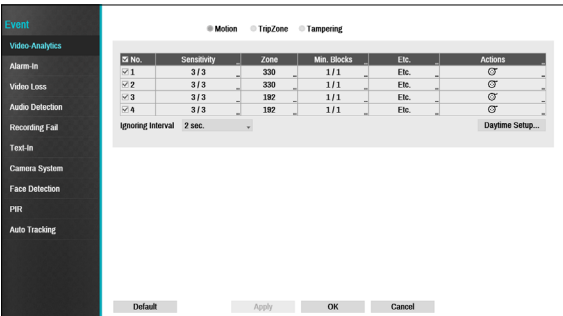 Event
Video-Analytics
Alarm-In
Video Loss
Audio Detection
Recording Fail
Text-In
Camera System
Face Detection
PIR
Auto Tracking
Motion TripZone Tampering
No. Sensitivity Zone Min. Blocks Etc. Actions
1 3 / 3 330 1 / 1 Etc.
2 3 / 3 330 1 / 1 Etc.
3 3 / 3 192 1 / 1 Etc.
4 3 / 3 192 1 / 1 Etc.
Ignoring Interval 2 sec. Daytime Setup...
Default Apply OK Cancel